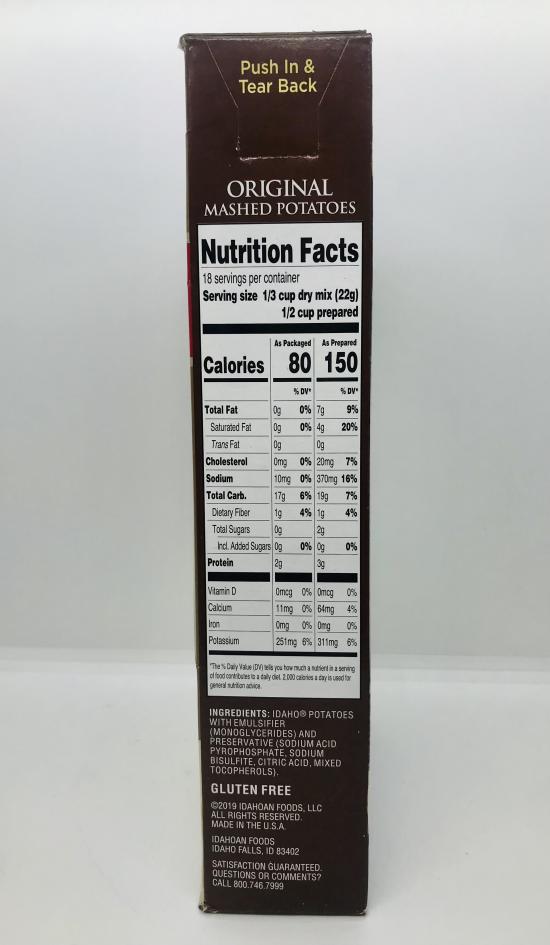 Push In &
Tear Back
ORIGINAL
MASHED POTATOES
Nutrition Facts
18 servings per container
Serving size 1/3 cup dry mix (22g)
1/2 cup prepared
As Packaged As Prepared
Calories 80 150
% DV* % DV*
Total Fat 0g 0% 7g 9%
Saturated Fat 0g 0% 4g 20%
Trans Fat 0g 0g
Cholesterol 0mg 0% 20mg 7%
Sodium 10mg 0% 370mg 16%
Total Carb. 17g 6% 19g 7%
Dietary Fiber 1g 4% 1g 4%
Total Sugars 0g 2g
Incl. Added Sugars 0g 0% 0g 0%
Protein 2g 3g
Vitamin D 0mcg 0% 0mcg 0%
Calcium 11mg 0% 64mg 4%
Iron 0mg 0% 0mg 0%
Potassium 251mg 6% 311mg 6%
*The % Daily Value (DV) tells you how much a nutrient in a serving
of food contributes to a daily diet. 2,000 calories a day is used for
general nutrition advice.
INGREDIENTS: IDAHO® POTATOES
WITH EMULSIFIER
(MONOGLYCERIDES) AND
PRESERVATIVE (SODIUM ACID
PYROPHOSPHATE, SODIUM
BISULFITE, CITRIC ACID, MIXED
TOCOPHEROLS).
GLUTEN FREE
©2019 IDAHOAN FOODS, LLC
ALL RIGHTS RESERVED.
MADE IN THE U.S.A.
IDAHOAN FOODS
IDAHO FALLS, ID 83402
SATISFACTION GUARANTEED.
QUESTIONS OR COMMENTS?
CALL 800.746.7999